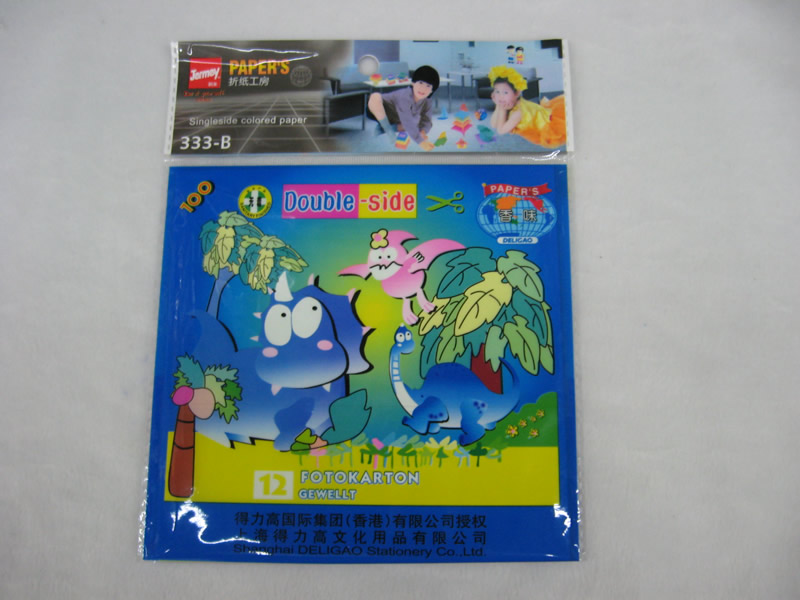 Jermey
PAPER'S
折纸工房
Singleside colored paper
333-B
100
Double-side
PAPER'S
香味
DELIGAO
12
FOTOKARTON
GEWELLT
得力高国际集团(香港)有限公司授权
上海得力高文化用品有限公司
Shanghai DELIGAO Stationery Co.,Ltd.